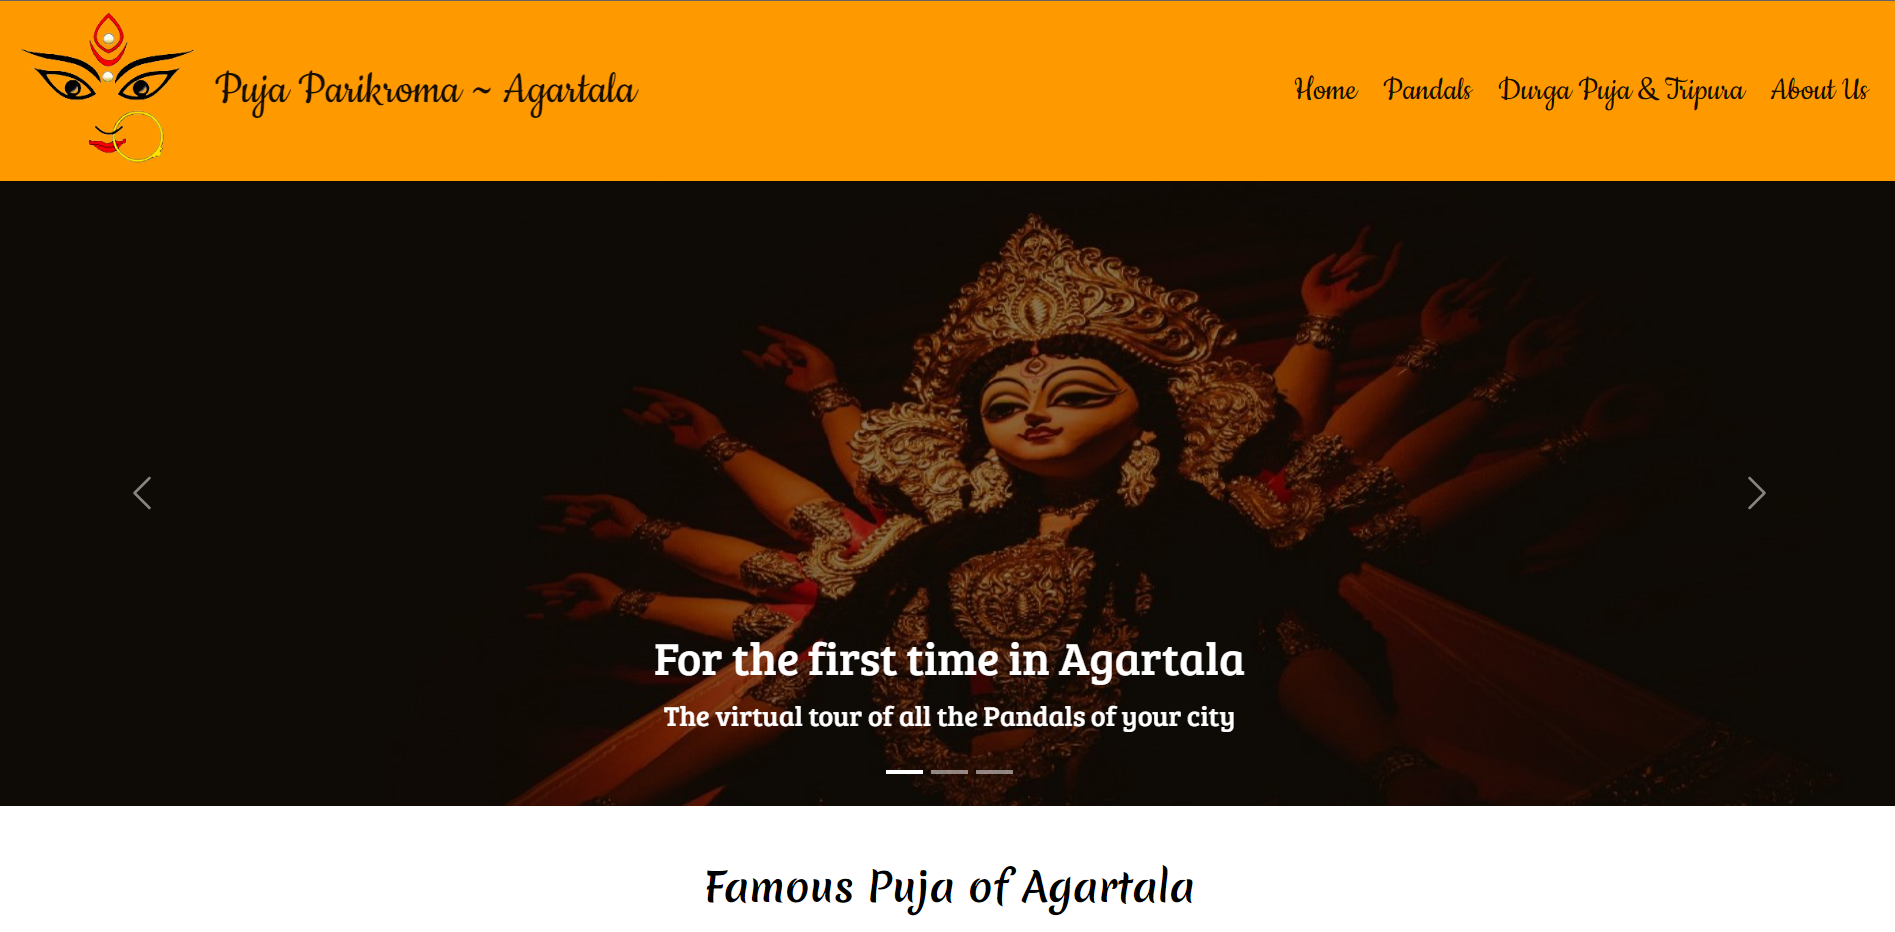 Puja Parikroma ~ Agartala
Home Pandals Durga Puja & Tripura About Us
For the first time in Agartala
The virtual tour of all the Pandals of your city
Famous Puja of Agartala